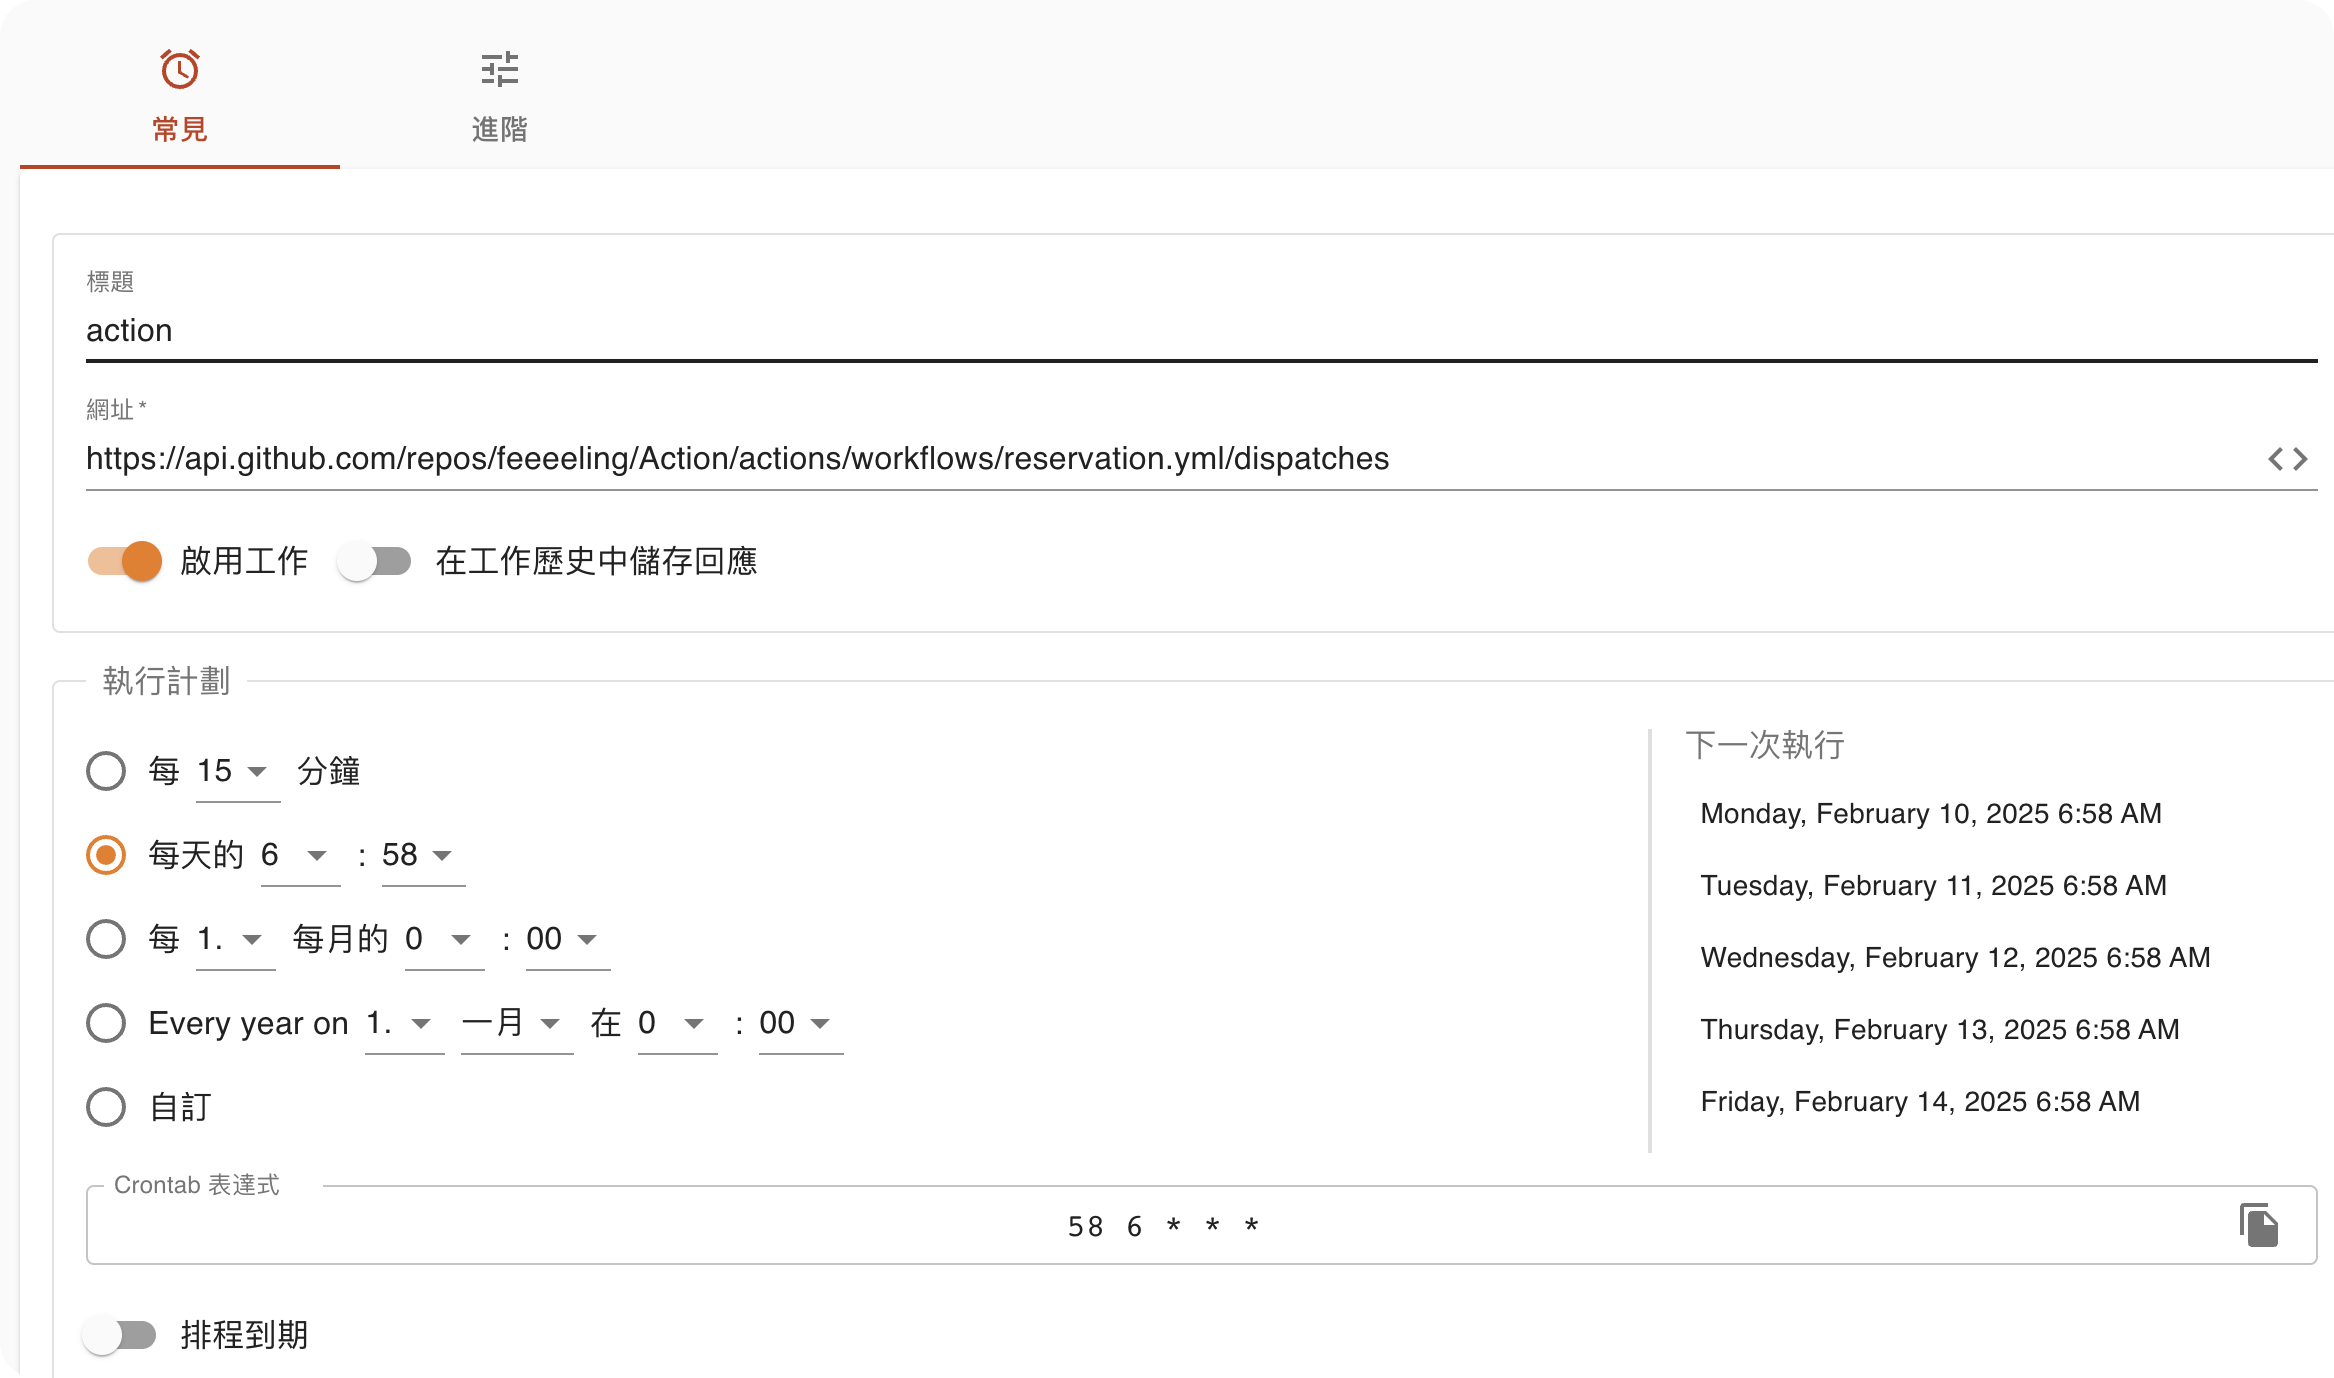 常見
進階
標題
action
網址 *
https://api.github.com/repos/feeeeling/Action/actions/workflows/reservation.yml/dispatches
啟用工作 在工作歷史中儲存回應
執行計劃
每 15 分鐘
每天的 6 : 58
每 1. 每月的 0 : 00
Every year on 1. 一月 在 0 : 00
自訂
下一次執行
Monday, February 10, 2025 6:58 AM
Tuesday, February 11, 2025 6:58 AM
Wednesday, February 12, 2025 6:58 AM
Thursday, February 13, 2025 6:58 AM
Friday, February 14, 2025 6:58 AM
Crontab 表達式
58 6 * * *
排程到期